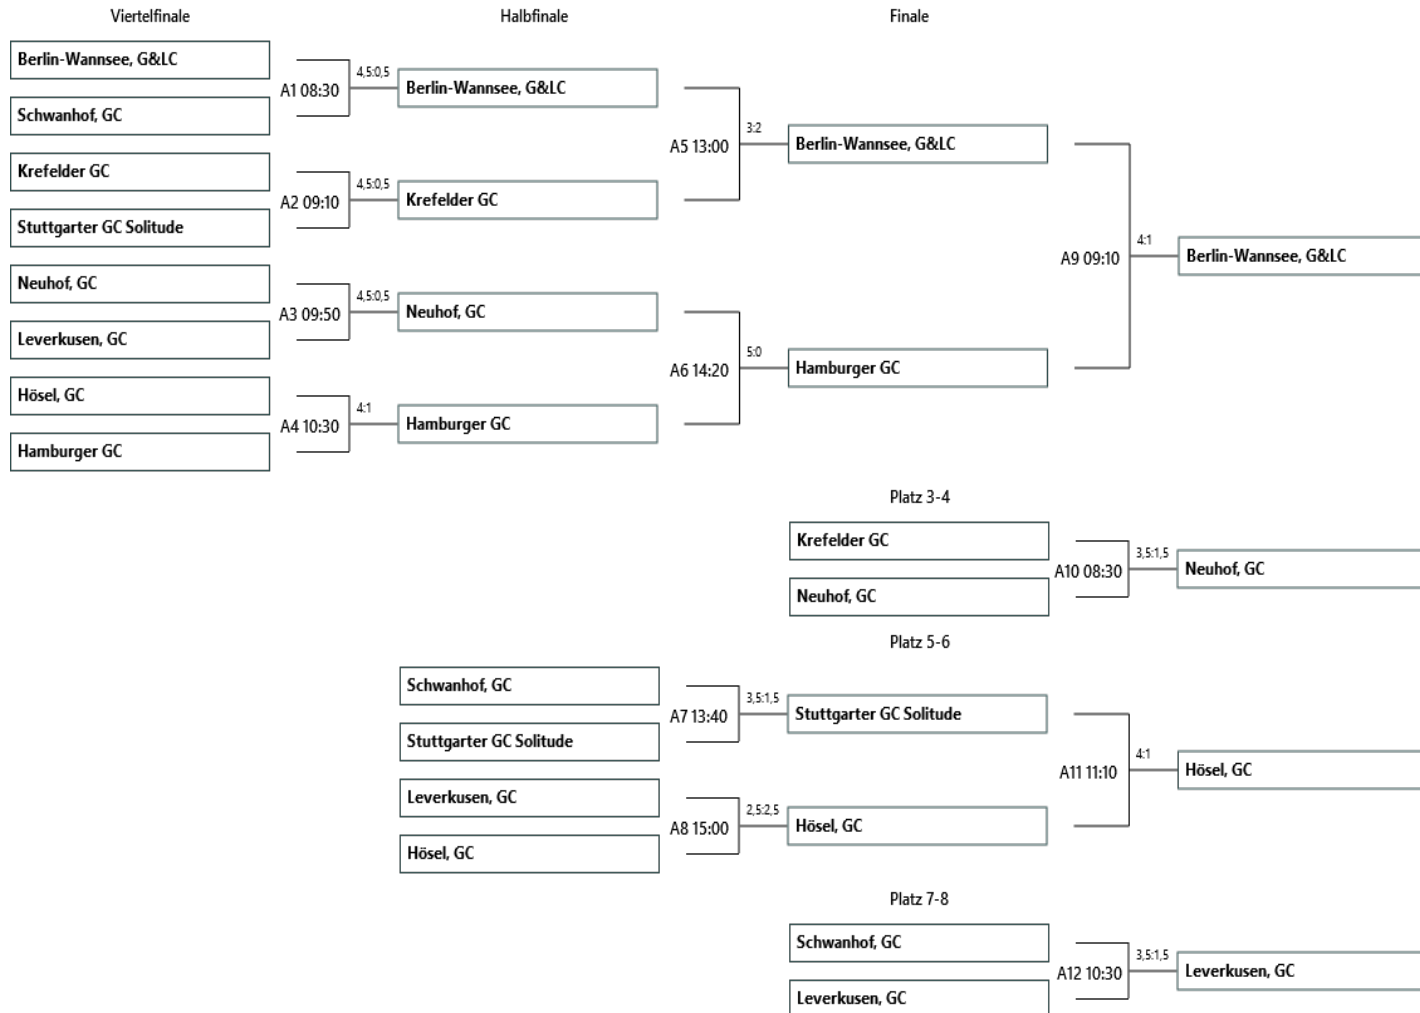 Viertelfinale
Halbfinale
Finale
Berlin-Wannsee, G&LC
Schwanhof, GC
A1 08:30
4,5:0,5
Berlin-Wannsee, G&LC
Krefelder GC
Stuttgarter GC Solitude
A2 09:10
4,5:0,5
Krefelder GC
A5 13:00
3:2
Berlin-Wannsee, G&LC
Neuhof, GC
Leverkusen, GC
A3 09:50
4,5:0,5
Neuhof, GC
Hösel, GC
Hamburger GC
A4 10:30
4:1
Hamburger GC
A6 14:20
5:0
Hamburger GC
A9 09:10
4:1
Berlin-Wannsee, G&LC
Platz 3-4
Krefelder GC
Neuhof, GC
A10 08:30
3,5:1,5
Neuhof, GC
Platz 5-6
Schwanhof, GC
Stuttgarter GC Solitude
A7 13:40
3,5:1,5
Stuttgarter GC Solitude
Leverkusen, GC
Hösel, GC
A8 15:00
2,5:2,5
Hösel, GC
A11 11:10
4:1
Hösel, GC
Platz 7-8
Schwanhof, GC
Leverkusen, GC
A12 10:30
3,5:1,5
Leverkusen, GC